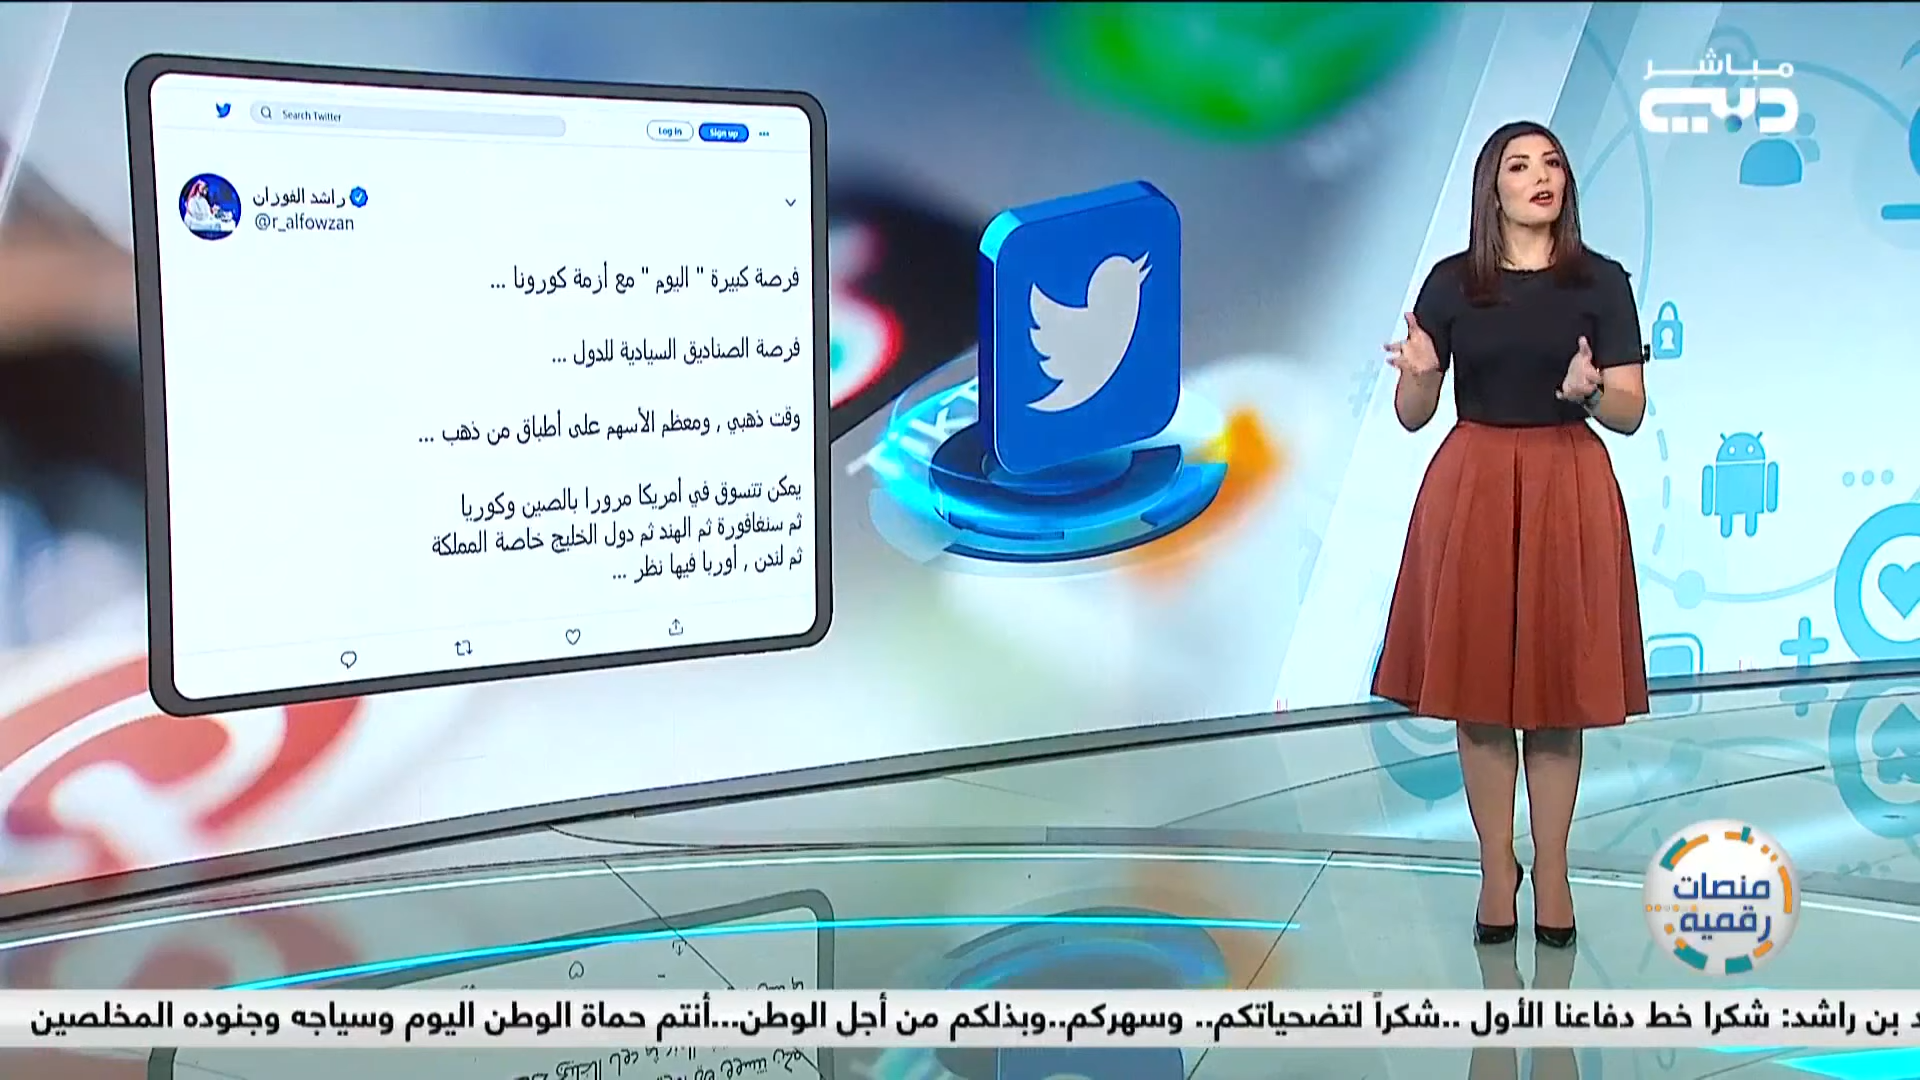 مباشر
دبي
Search Twitter
Log in
Sign up
راشد الفوزان
@r_alfowzan
فرصة كبيرة " اليوم " مع أزمة كورونا ...
فرصة الصناديق السيادية للدول ...
وقت ذهبي , ومعظم الأسهم على أطباق من ذهب ...
يمكن تتسوق في أمريكا مرورا بالصين وكوريا
ثم سنغافورة ثم الهند ثم دول الخليج خاصة المملكة
ثم لندن , أوربا فيها نظر ...
منصات
رقمية
بن راشد: شكرا خط دفاعنا الأول ..شكراً لتضحياتكم.. وسهركم..وبذلكم من أجل الوطن...أنتم حماة الوطن اليوم وسياجه وجنوده المخلصين